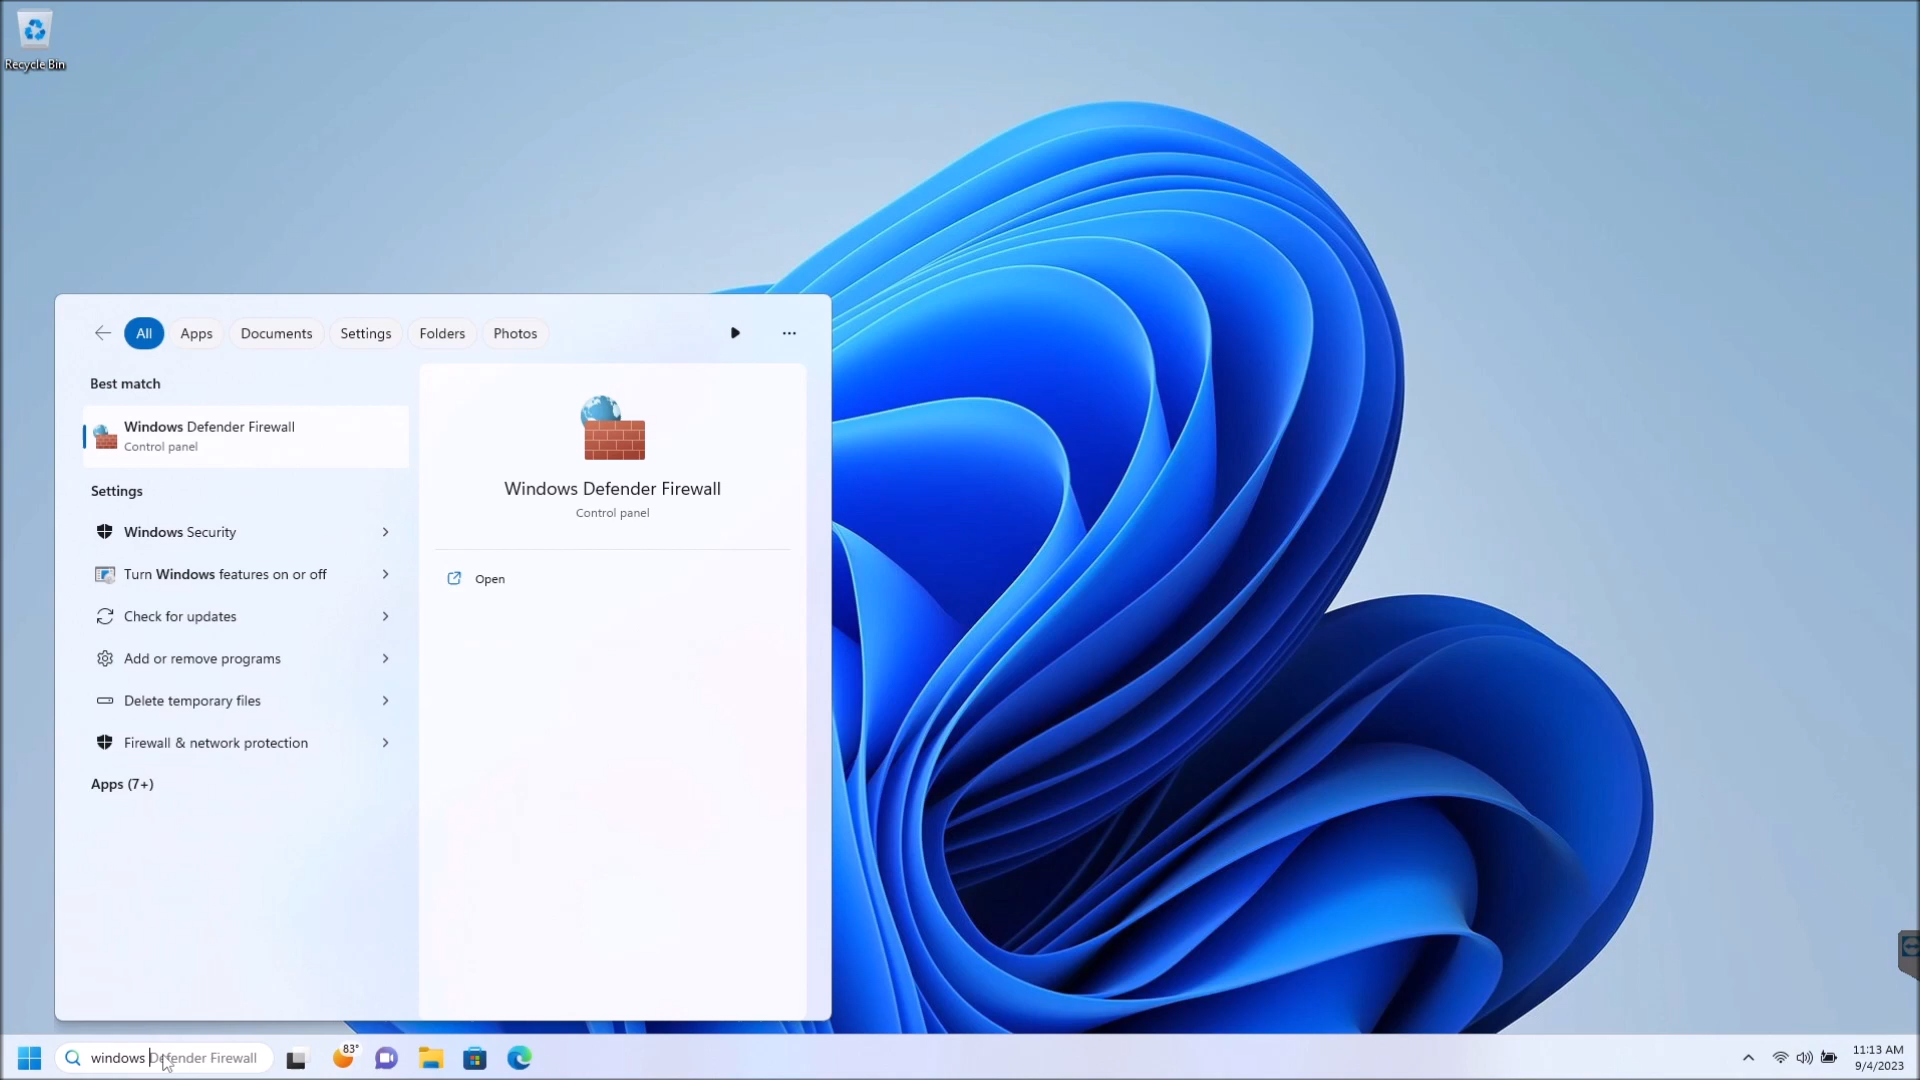 Recycle Bin
All
Apps
Documents
Settings
Folders
Photos
Best match
Windows Defender Firewall
Control panel
Settings
Windows Security
Turn Windows features on or off
Check for updates
Add or remove programs
Delete temporary files
Firewall & network protection
Apps (7+)
Windows Defender Firewall
Control panel
Open
windows Defender Firewall
83°
11:13 AM
9/4/2023